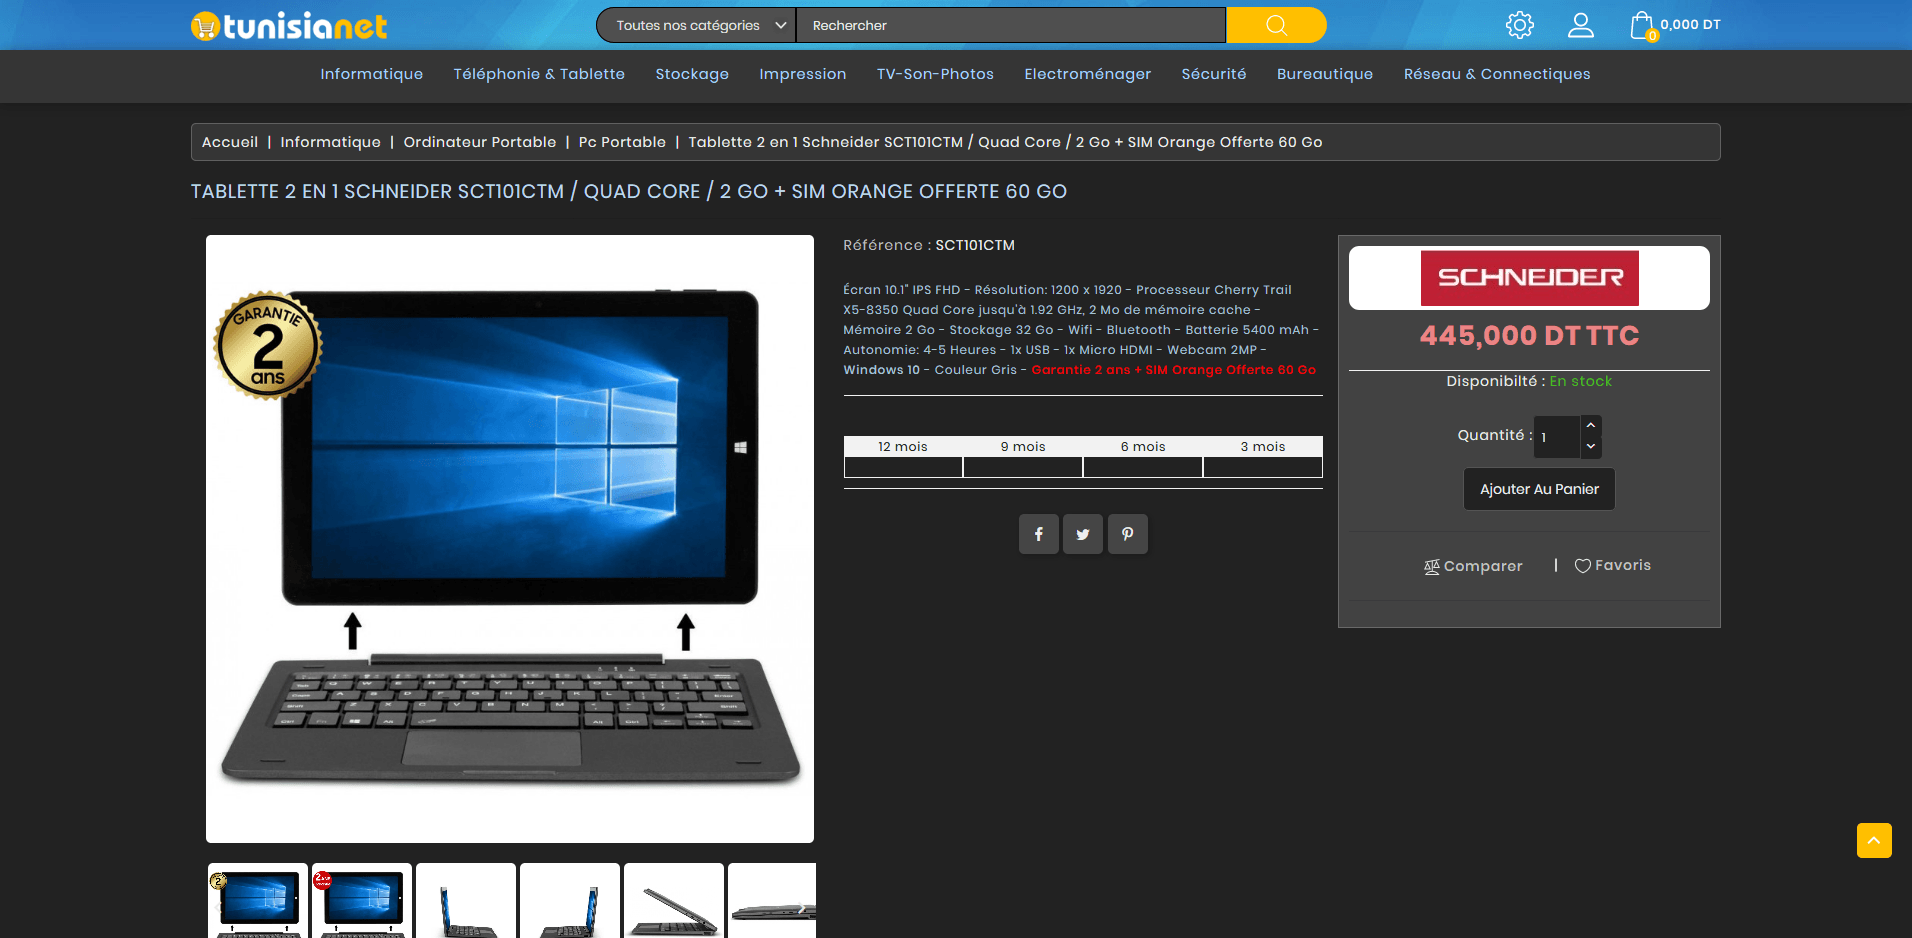 tunisianet
Toutes nos catégories
Rechercher
0
0,000 DT
Informatique
Téléphonie & Tablette
Stockage
Impression
TV-Son-Photos
Electroménager
Sécurité
Bureautique
Réseau & Connectiques
Accueil | Informatique | Ordinateur Portable | Pc Portable | Tablette 2 en 1 Schneider SCT101CTM / Quad Core / 2 Go + SIM Orange Offerte 60 Go
TABLETTE 2 EN 1 SCHNEIDER SCT101CTM / QUAD CORE / 2 GO + SIM ORANGE OFFERTE 60 GO
GARANTIE
2
ans
Référence : SCT101CTM
Écran 10.1" IPS FHD - Résolution: 1200 x 1920 - Processeur Cherry Trail
X5-8350 Quad Core jusqu'à 1.92 GHz, 2 Mo de mémoire cache -
Mémoire 2 Go - Stockage 32 Go - Wifi - Bluetooth - Batterie 5400 mAh -
Autonomie: 4-5 Heures - 1x USB - 1x Micro HDMI - Webcam 2MP -
Windows 10 - Couleur Gris - Garantie 2 ans + SIM Orange Offerte 60 Go
12 mois
9 mois
6 mois
3 mois
SCHNEIDER
445,000 DT TTC
Disponibilté : En stock
Quantité : 1
Ajouter Au Panier
Comparer | Favoris